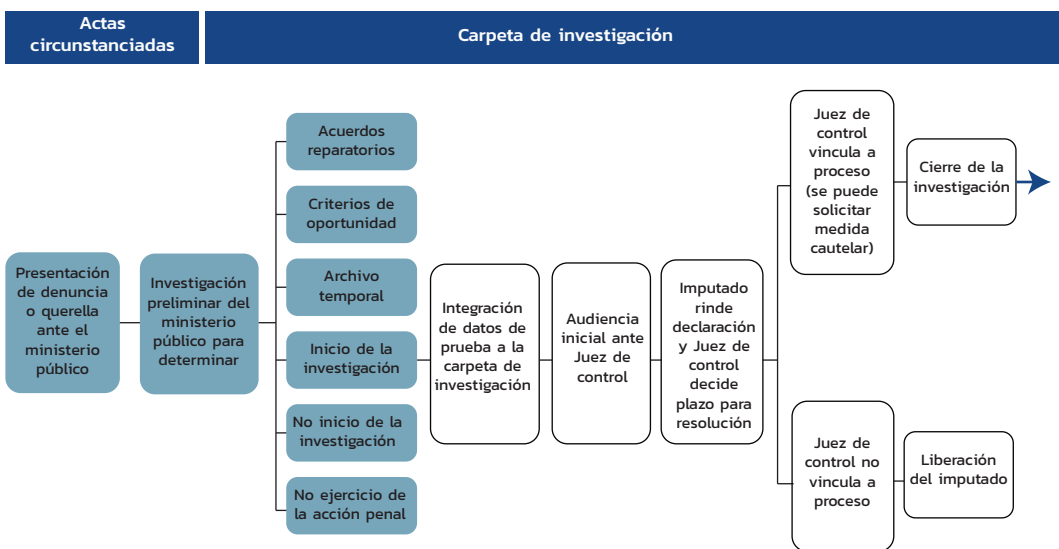 Actas
circunstanciadas
Carpeta de investigación
Presentación
de denuncia
o querella
ante el
ministerio
público
Investigación
preliminar del
ministerio
público para
determinar
Acuerdos
reparatorios
Criterios de
oportunidad
Archivo
temporal
Inicio de la
investigación
No inicio de la
investigación
No ejercicio de
la acción penal
Integración
de datos de
prueba a la
carpeta de
investigación
Audiencia
inicial ante
Juez de
control
Imputado
rinde
declaración
y Juez de
control
decide
plazo para
resolución
Juez de
control
vincula a
proceso
(se puede
solicitar
medida
cautelar)
Cierre de la
investigación
Juez de
control no
vincula a
proceso
Liberación
del imputado